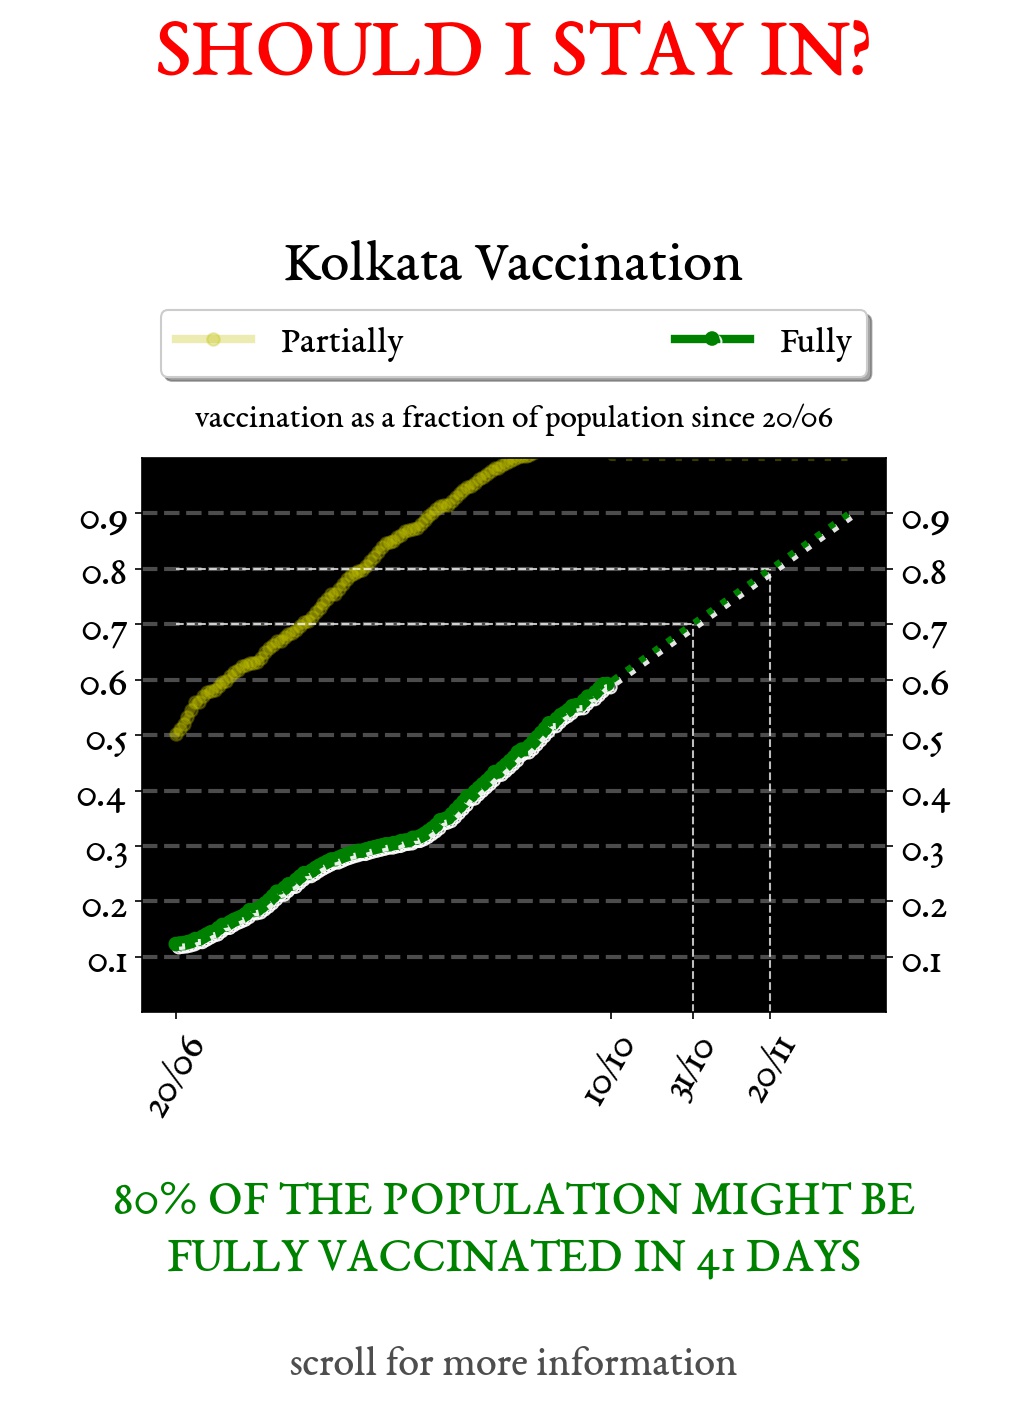 SHOULD I STAY IN?
Kolkata Vaccination
Partially Fully
vaccination as a fraction of population since 20/06
0.9 0.9
0.8 0.8
0.7 0.7
0.6 0.6
0.5 0.5
0.4 0.4
0.3 0.3
0.2 0.2
0.1 0.1
20/06 10/10 31/10 20/11
80% OF THE POPULATION MIGHT BE
FULLY VACCINATED IN 41 DAYS
scroll for more information